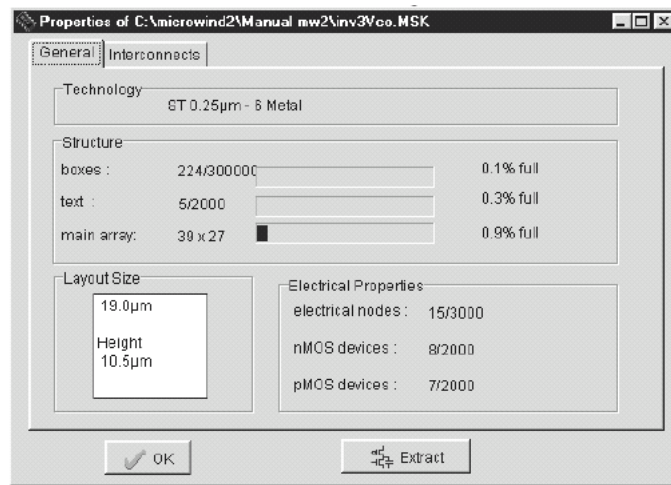 Properties of C:\microwind2\Manual mw2\inv3Vco.MSK
General Interconnects
Technology
ST 0.25µm - 6 Metal
Structure
boxes : 224/300000 0.1% full
text : 5/2000 0.3% full
main array: 39 x 27 0.9% full
Layout Size
19.0µm
Height
10.5µm
Electrical Properties
electrical nodes : 15/3000
nMOS devices : 8/2000
pMOS devices : 7/2000
OK
Extract